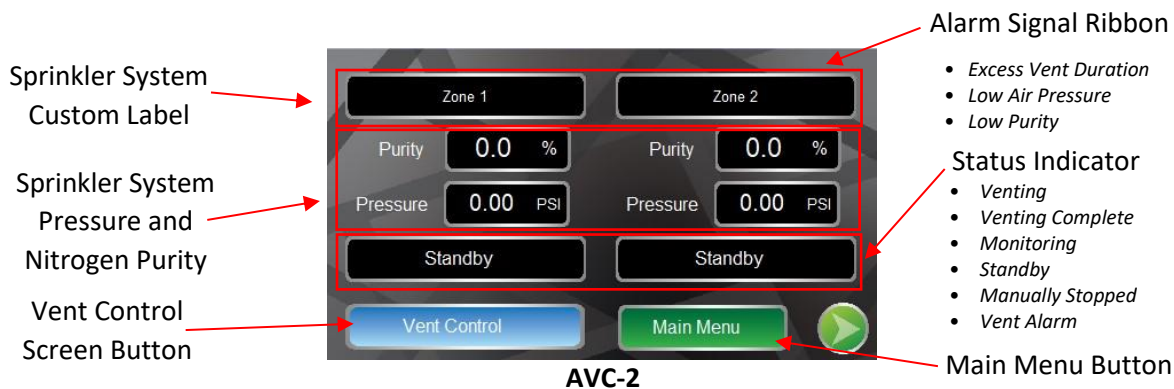 Alarm Signal Ribbon
• Excess Vent Duration
• Low Air Pressure
• Low Purity
Sprinkler System
Custom Label
Zone 1 Zone 2
Purity 0.0 % Purity 0.0 %
Status Indicator
• Venting
• Venting Complete
• Monitoring
• Standby
• Manually Stopped
• Vent Alarm
Sprinkler System
Pressure and
Nitrogen Purity
Pressure 0.00 PSI Pressure 0.00 PSI
Standby Standby
Vent Control
Screen Button
Vent Control Main Menu
Main Menu Button
AVC-2